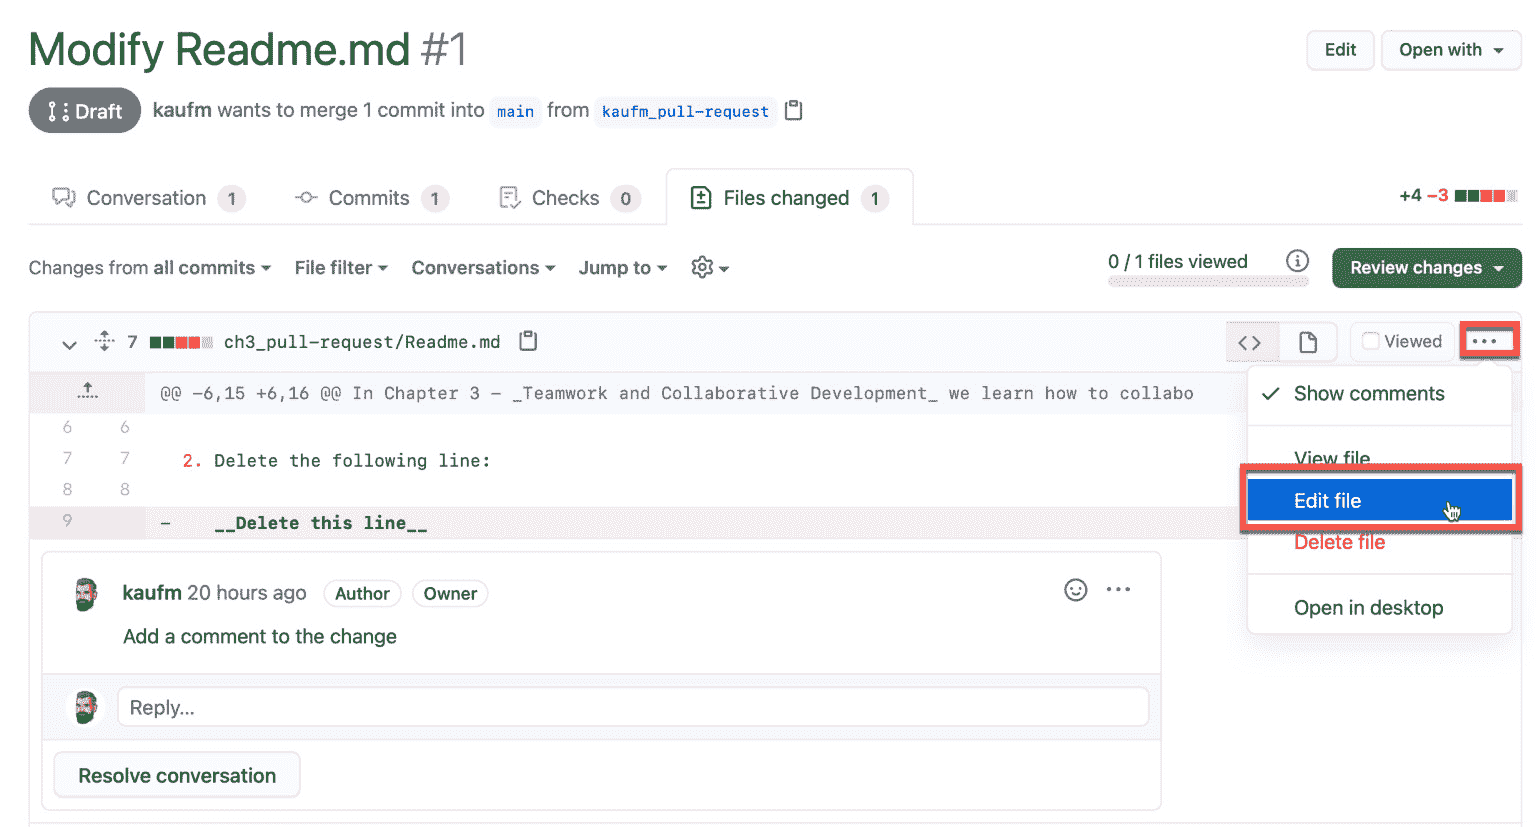 Modify Readme.md #1
Edit
Open with
Draft
kaufm wants to merge 1 commit into main from kaufm_pull-request
Conversation 1
Commits 1
Checks 0
Files changed 1
+4 −3
Changes from all commits
File filter
Conversations
Jump to
0 / 1 files viewed
Review changes
7
ch3_pull-request/Readme.md
Viewed
@@ -6,15 +6,16 @@ In Chapter 3 - _Teamwork and Collaborative Development_ we learn how to collabo
6 6
7 7 2. Delete the following line:
8 8
9 - __Delete this line__
Show comments
View file
Edit file
Delete file
Open in desktop
kaufm 20 hours ago
Author
Owner
Add a comment to the change
Reply...
Resolve conversation